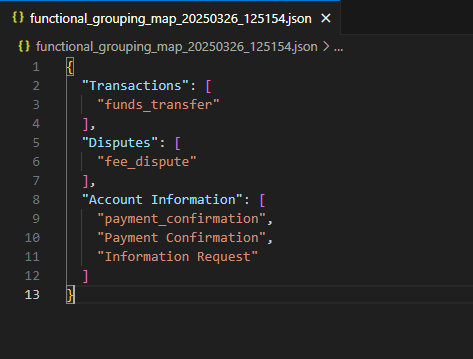 {} functional_grouping_map_20250326_125154.json ×
{} functional_grouping_map_20250326_125154.json > ...
1 {
2 "Transactions": [
3 "funds_transfer"
4 ],
5 "Disputes": [
6 "fee_dispute"
7 ],
8 "Account Information": [
9 "payment_confirmation",
10 "Payment Confirmation",
11 "Information Request"
12 ]
13 }